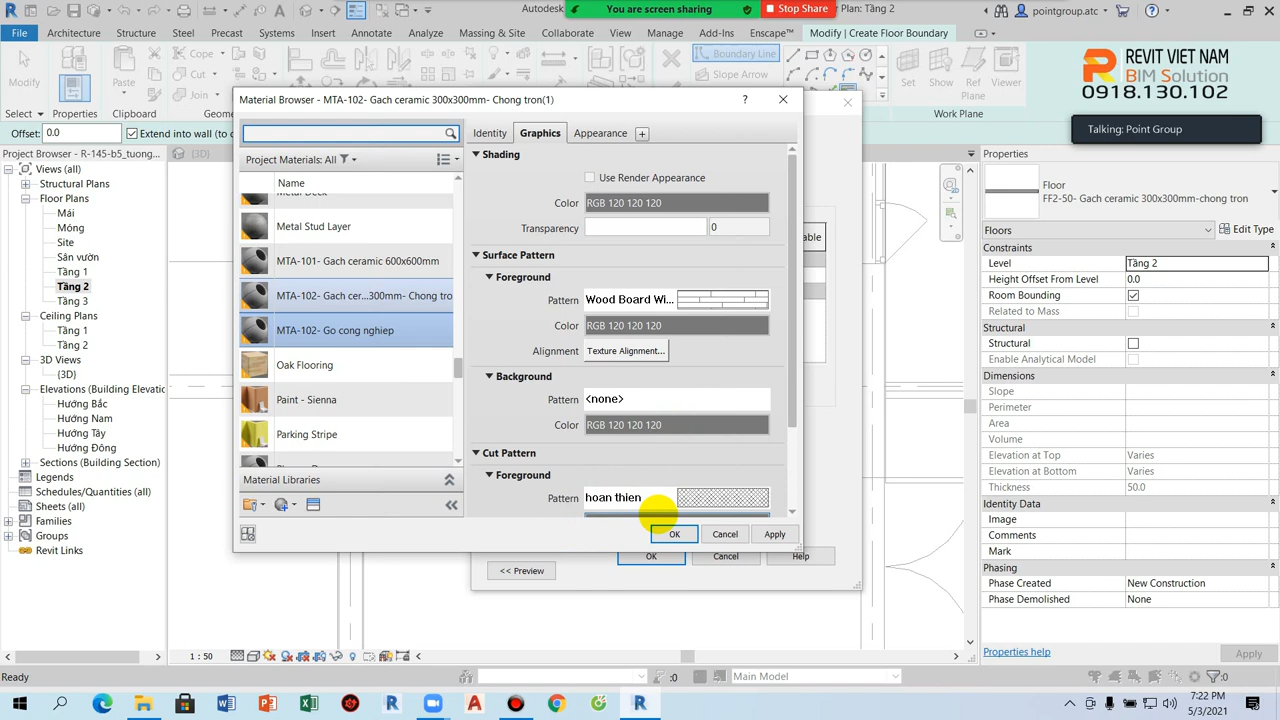 Autodesk
You are screen sharing
Stop Share
Plan: Tầng 2
pointgroup.atc
File
Architecture
Structure
Steel
Precast
Systems
Insert
Annotate
Analyze
Massing & Site
Collaborate
View
Manage
Add-Ins
Enscape™
Modify | Create Floor Boundary
Modify
Paste
Cope
Cut
Join
Boundary Line
Slope Arrow
Set
Show
Ref
Plane
Viewer
REVIT VIET NAM
BIM Solution
0918.130.102
Select
Properties
Clipboard
Work Plane
Offset: 0.0
Extend into wall (to
Talking: Point Group
Project Browser - R-145-b5_tuong...
Views (all)
Structural Plans
Floor Plans
Mái
Móng
Site
Sân vườn
Tầng 1
Tầng 2
Tầng 3
Ceiling Plans
Tầng 1
Tầng 2
3D Views
{3D}
Elevations (Building Elevatio
Hướng Bắc
Hướng Nam
Hướng Tây
Hướng Đông
Sections (Building Section)
Legends
Schedules/Quantities (all)
Sheets (all)
Families
Groups
Revit Links
{3D}
Material Browser - MTA-102- Gach ceramic 300x300mm- Chong tron(1)
?
Project Materials: All
Name
Metal Deck
Metal Stud Layer
MTA-101- Gach ceramic 600x600mm
MTA-102- Gach cer...300mm- Chong tro
MTA-102- Go cong nghiep
Oak Flooring
Paint - Sienna
Parking Stripe
Material Libraries
Identity
Graphics
Appearance
Shading
Use Render Appearance
Color
RGB 120 120 120
Transparency
0
Surface Pattern
Foreground
Pattern
Wood Board Wi...
Color
RGB 120 120 120
Alignment
Texture Alignment...
Background
Pattern
<none>
Color
RGB 120 120 120
Cut Pattern
Foreground
Pattern
hoan thien
OK
Cancel
Apply
able
<< Preview
OK
Cancel
Help
Properties
Floor
FF2-50- Gach ceramic 300x300mm-chong tron
Floors
Edit Type
Constraints
Level
Tầng 2
Height Offset From Level
0.0
Room Bounding
Related to Mass
Structural
Structural
Enable Analytical Model
Dimensions
Slope
Perimeter
Area
Volume
Elevation at Top
Varies
Elevation at Bottom
Varies
Thickness
50.0
Identity Data
Image
Comments
Mark
Phasing
Phase Created
New Construction
Phase Demolished
None
Properties help
Apply
1 : 50
Ready
:0
Main Model
:0
7:22 PM
5/3/2021